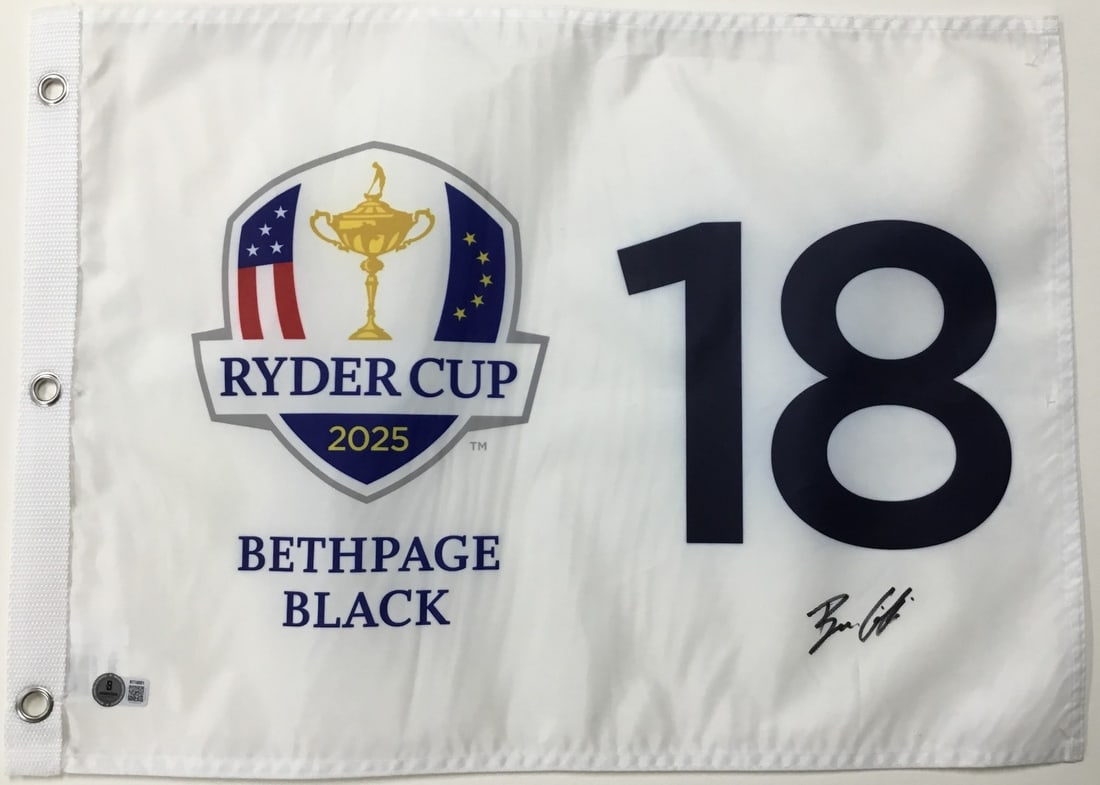 RYDER CUP
2025
TM
BETHPAGE
BLACK
18